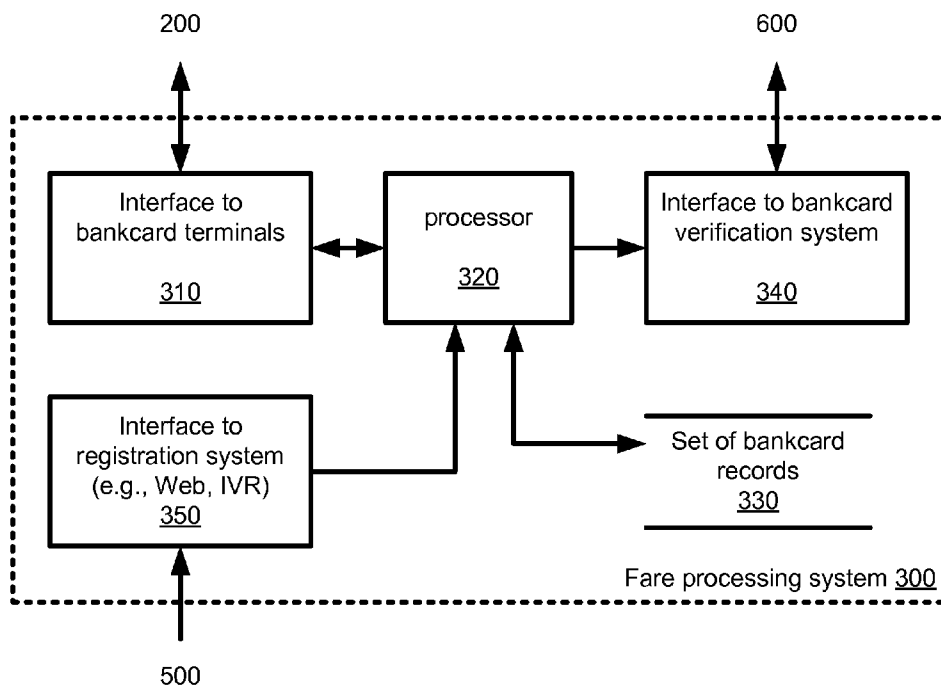 200
600
Interface to
bankcard terminals
310
processor
320
Interface to bankcard
verification system
340
Interface to
registration system
(e.g., Web, IVR)
350
Set of bankcard
records
330
Fare processing system 300
500